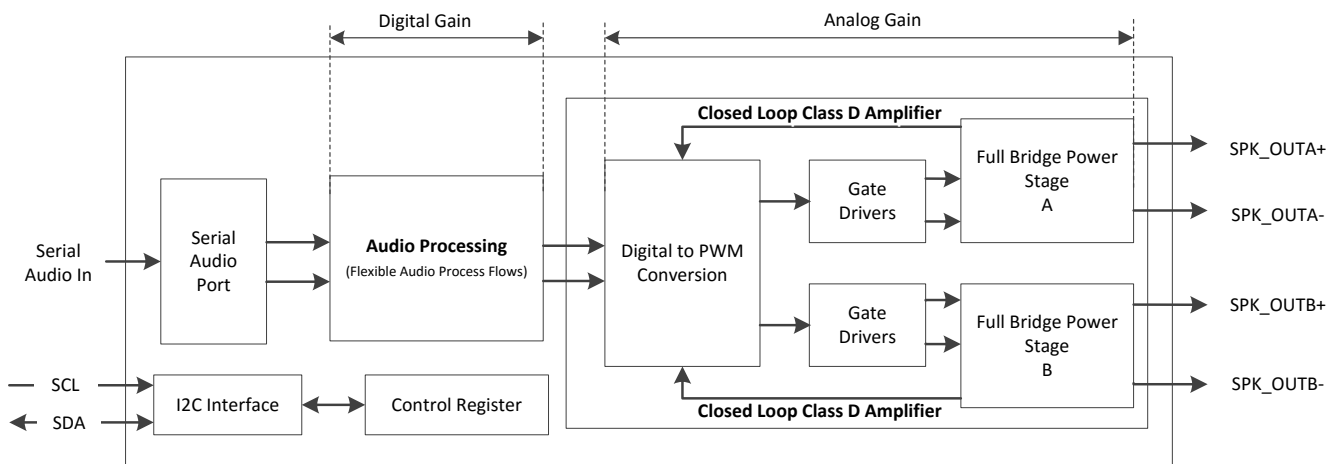 Digital Gain
Analog Gain
Closed Loop Class D Amplifier
Serial
Audio In
Serial
Audio
Port
Audio Processing
(Flexible Audio Process Flows)
Digital to PWM
Conversion
Gate
Drivers
Full Bridge Power
Stage
A
SPK_OUTA+
SPK_OUTA-
Gate
Drivers
Full Bridge Power
Stage
B
SPK_OUTB+
SPK_OUTB-
Closed Loop Class D Amplifier
SCL
SDA
I2C Interface
Control Register